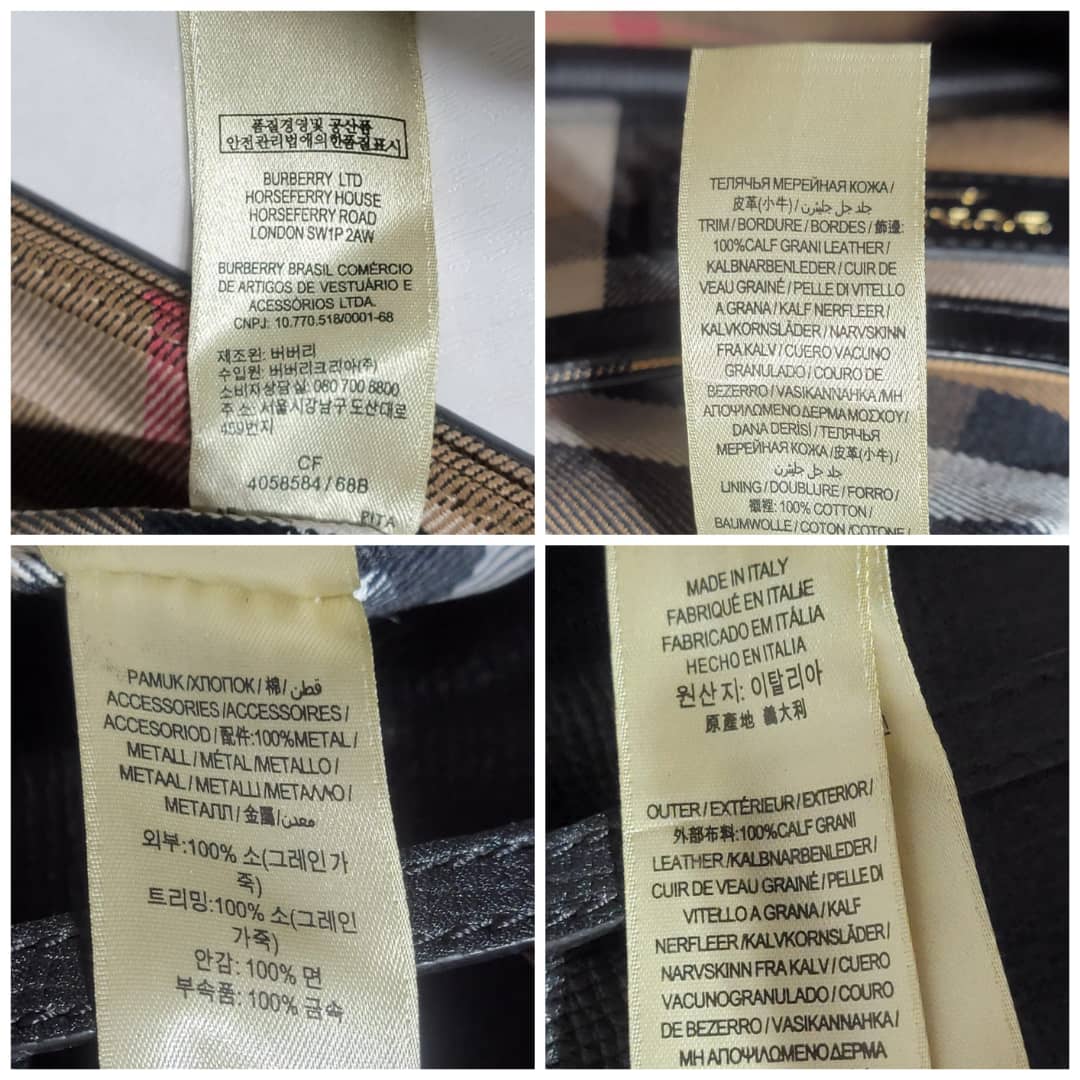 품질경영및 공산품
안전관리법에의한품질표시
BURBERRY LTD
HORSEFERRY HOUSE
HORSEFERRY ROAD
LONDON SW1P 2AW
BURBERRY BRASIL COMÉRCIO
DE ARTIGOS DE VESTUÁRIO E
ACESSÓRIOS LTDA.
CNPJ: 10.770.518/0001-68
제조원: 버버리
수입원: 버버리코리아(주)
소비자상담실: 080 700 8800
주 소: 서울시강남구 도산대로
459번지
CF
4058584 / 68B
PITA
ТЕЛЯЧЬЯ МЕРЕЙНАЯ КОЖА /
皮革(小牛) / جلد جل جليترن
TRIM / BORDURE / BORDES / 飾邊:
100%CALF GRANI LEATHER /
KALBNARBENLEDER / CUIR DE
VEAU GRAINÉ / PELLE DI VITELLO
A GRANA / KALF NERFLEER /
KALVKORNSLÄDER / NARVSKINN
FRA KALV / CUERO VACUNO
GRANULADO / COURO DE
BEZERRO / VASIKANNAHKA / ΜΗ
ΑΠΟΨΙΛΩΜΕΝΟ ΔΕΡΜΑ ΜΟΣΧΟΥ /
DANA DERİSİ / ТЕЛЯЧЬЯ
МЕРЕЙНАЯ КОЖА /皮革(小牛) /
جلد جل جليترن
LINING / DOUBLURE / FORRO /
襯裡: 100% COTTON /
BAUMWOLLE / COTON /COTONE /
PAMUK /ХЛОПОК / 棉 / قطن
ACCESSORIES /ACCESSOIRES /
ACCESORIOD / 配件:100%METAL /
METALL / MÉTAL /METALLO /
METAAL / METALLI /ΜΕΤΑΛΛΟ /
МЕТАЛЛ / 金屬 / معدن
외부:100% 소(그레인 가
죽)
트리밍:100% 소(그레인
가죽)
안감: 100% 면
부속품: 100% 금속
MADE IN ITALY
FABRIQUÉ EN ITALIE
FABRICADO EM ITÁLIA
HECHO EN ITALIA
원산지: 이탈리아
原產地 義大利
OUTER / EXTÉRIEUR / EXTERIOR /
外部布料:100%CALF GRANI
LEATHER /KALBNARBENLEDER /
CUIR DE VEAU GRAINÉ / PELLE DI
VITELLO A GRANA / KALF
NERFLEER /KALVKORNSLÄDER /
NARVSKINN FRA KALV / CUERO
VACUNOGRANULADO / COURO
DE BEZERRO / VASIKANNAHKA /
ΜΗ ΑΠΟΨΙΛΩΜΕΝΟ ΔΕΡΜΑ